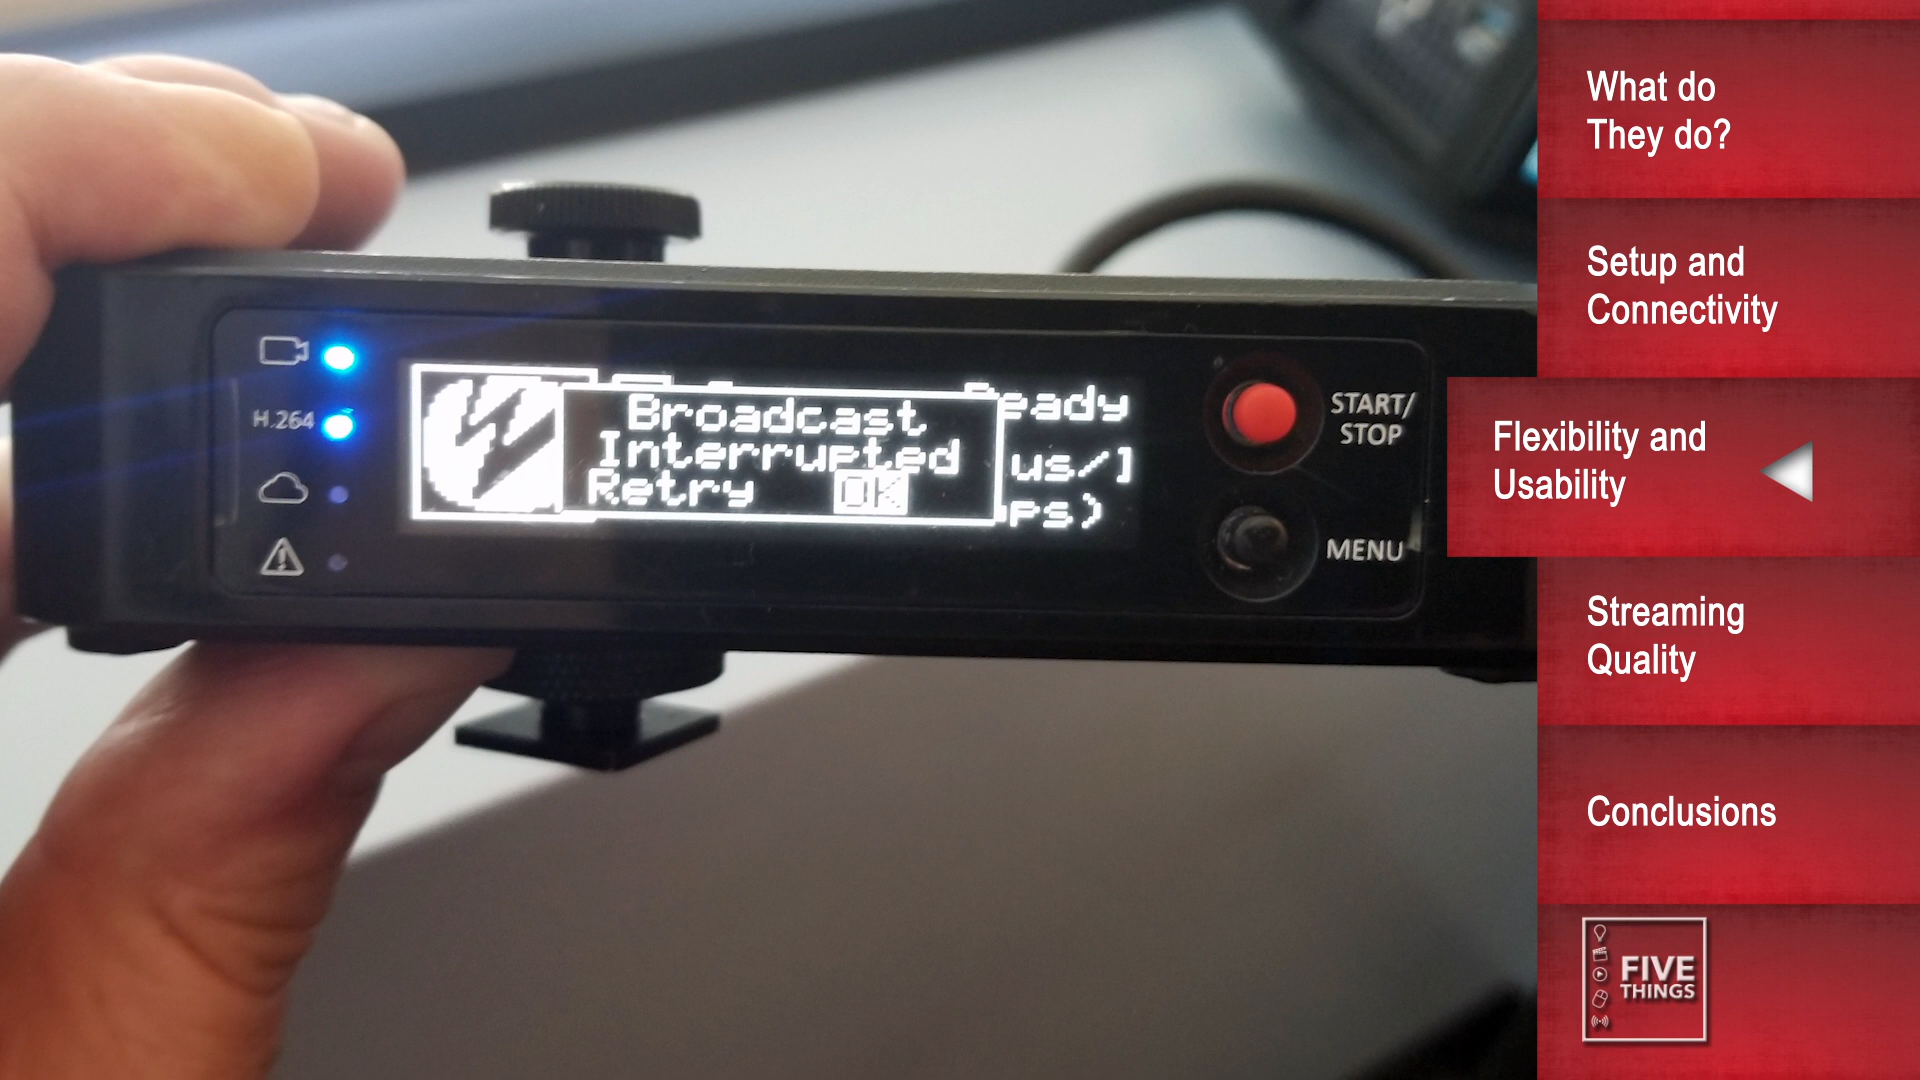 H.264
Ready
Broadcast
Interrupted
us/]
Retry OK
ps)
START/
STOP
MENU
What do
They do?
Setup and
Connectivity
Flexibility and
Usability
Streaming
Quality
Conclusions
FIVE
THINGS